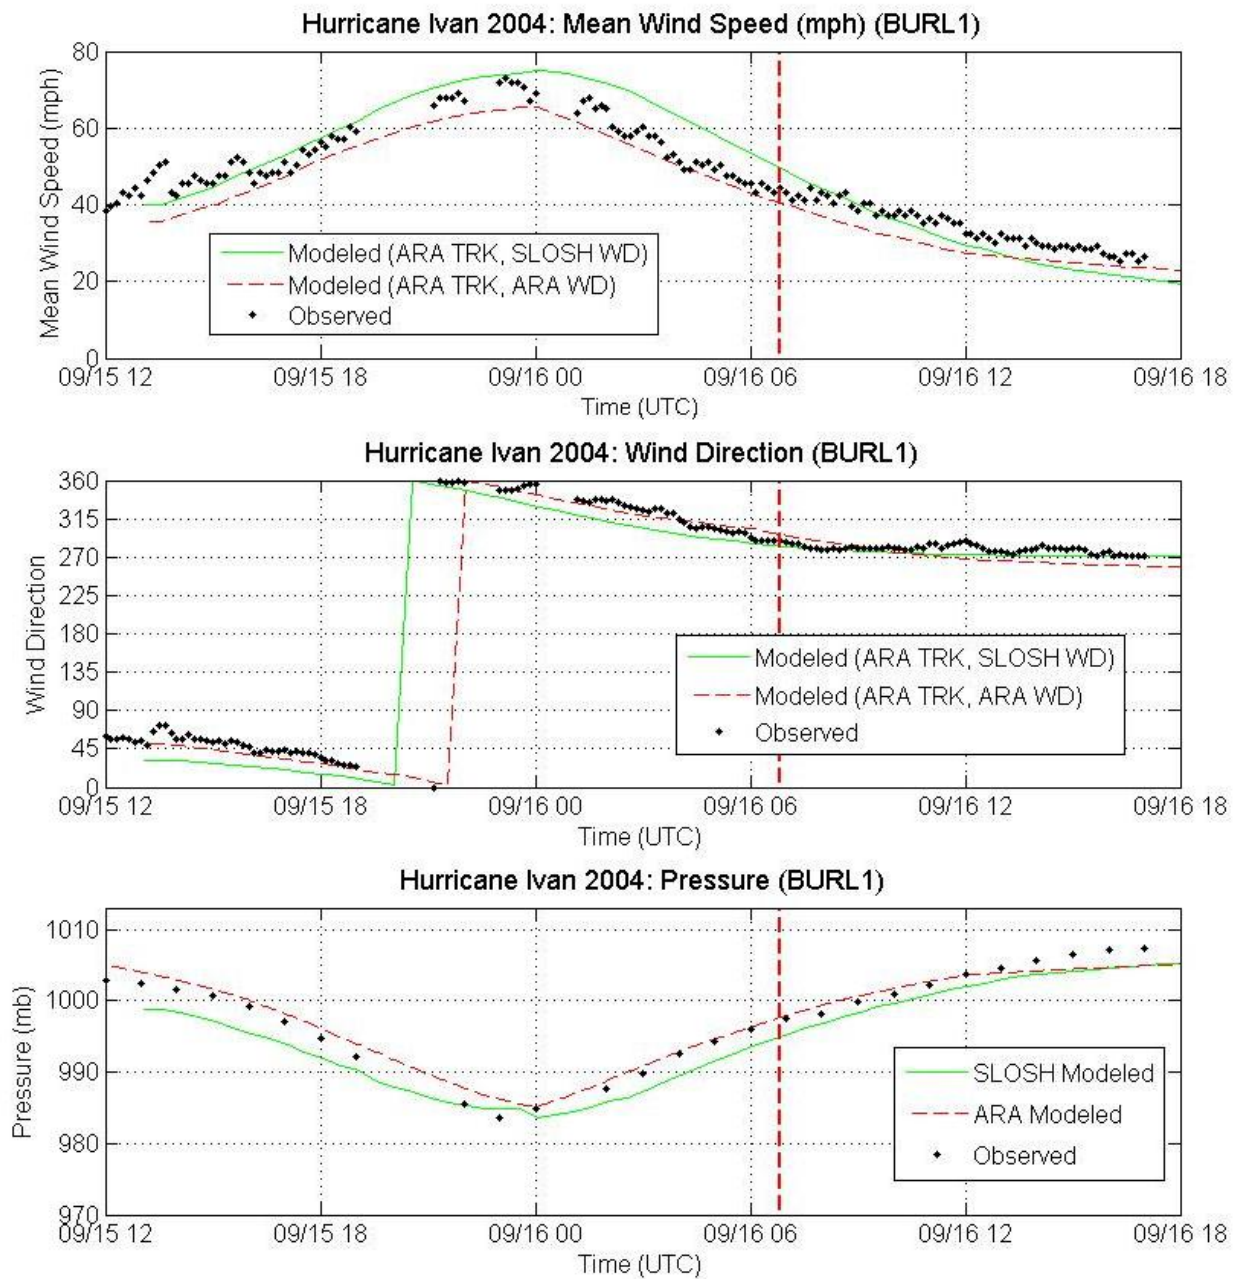 Hurricane Ivan 2004: Mean Wind Speed (mph) (BURL1)
Mean Wind Speed (mph)
80
60
40
20
0
Modeled (ARA TRK, SLOSH WD)
Modeled (ARA TRK, ARA WD)
Observed
09/15 12 09/15 18 09/16 00 09/16 06 09/16 12 09/16 18
Time (UTC)
Hurricane Ivan 2004: Wind Direction (BURL1)
Wind Direction
360
315
270
225
180
135
90
45
0
Modeled (ARA TRK, SLOSH WD)
Modeled (ARA TRK, ARA WD)
Observed
09/15 12 09/15 18 09/16 00 09/16 06 09/16 12 09/16 18
Time (UTC)
Hurricane Ivan 2004: Pressure (BURL1)
Pressure (mb)
1010
1000
990
980
970
SLOSH Modeled
ARA Modeled
Observed
09/15 12 09/15 18 09/16 00 09/16 06 09/16 12 09/16 18
Time (UTC)